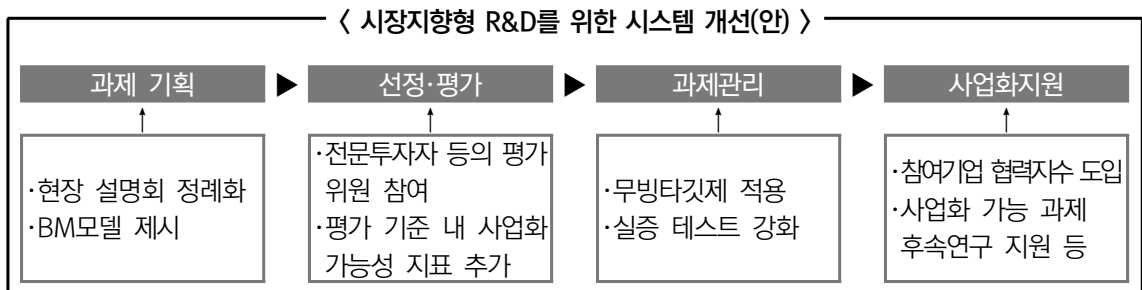 〈 시장지향형 R&D를 위한 시스템 개선(안) 〉
과제 기획 ▶ 선정·평가 ▶ 과제관리 ▶ 사업화지원
·현장 설명회 정례화
·BM모델 제시
·전문투자자 등의 평가
위원 참여
·평가 기준 내 사업화
가능성 지표 추가
·무빙타깃제 적용
·실증 테스트 강화
·참여기업 협력지수 도입
·사업화 가능 과제
후속연구 지원 등